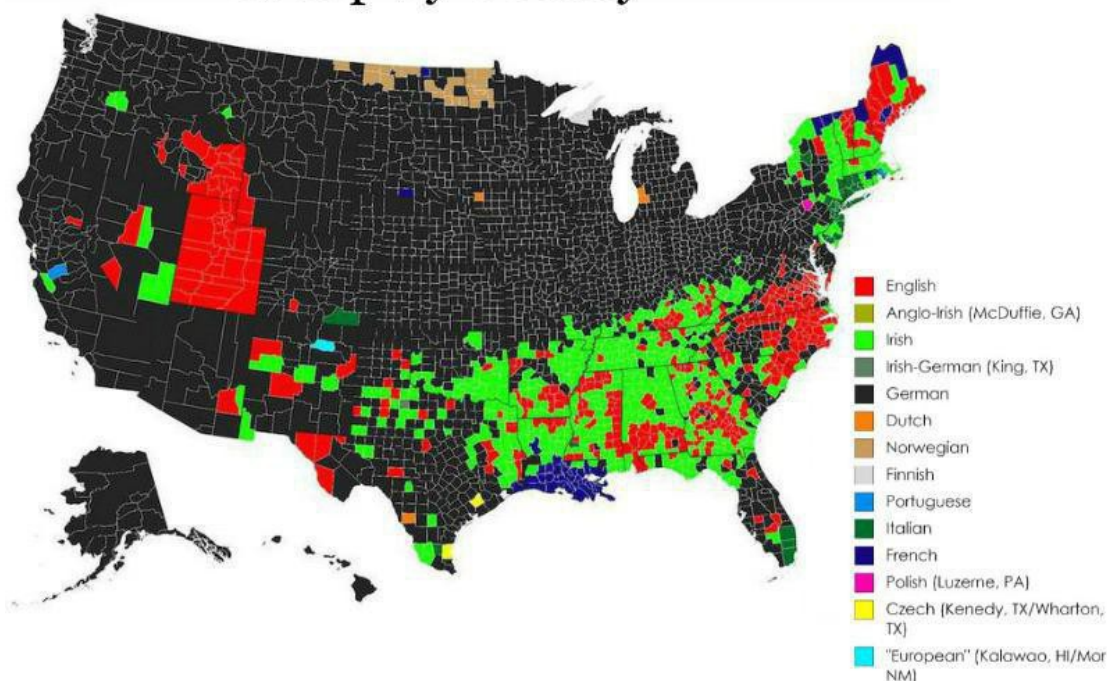 English
Anglo-Irish (McDuffie, GA)
Irish
Irish-German (King, TX)
German
Dutch
Norwegian
Finnish
Portuguese
Italian
French
Polish (Luzerne, PA)
Czech (Kenedy, TX/Wharton,
TX)
"European" (Kalawao, HI/Mor
NM)